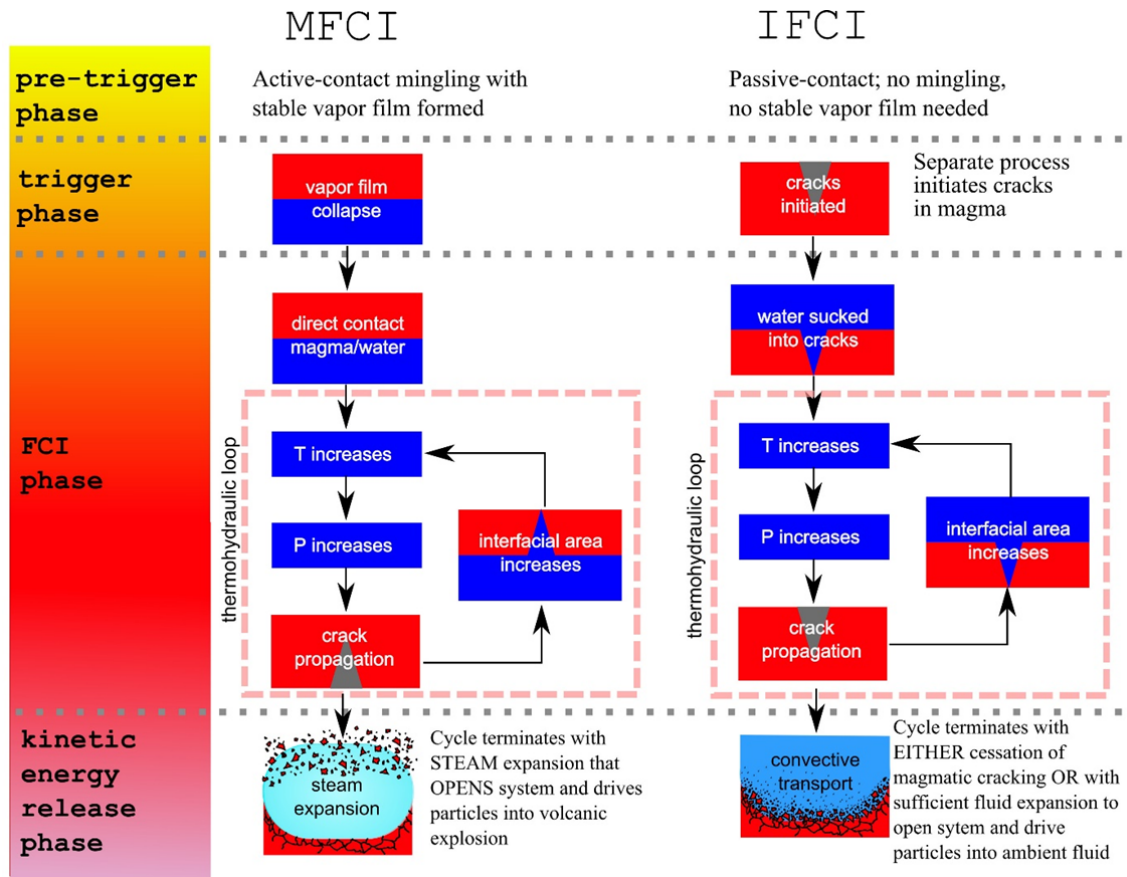 MFCI
IFCI
pre-trigger
phase
Active-contact mingling with
stable vapor film formed
Passive-contact; no mingling,
no stable vapor film needed
trigger
phase
vapor film
collapse
cracks
initiated
Separate process
initiates cracks
in magma
FCI
phase
direct contact
magma/water
water sucked
into cracks
thermohydraulic loop
T increases
P increases
crack
propagation
interfacial area
increases
thermohydraulic loop
T increases
P increases
crack
propagation
interfacial area
increases
kinetic
energy
release
phase
steam
expansion
Cycle terminates with
STEAM expansion that
OPENS system and drives
particles into volcanic
explosion
convective
transport
Cycle terminates with
EITHER cessation of
magmatic cracking OR with
sufficient fluid expansion to
open sytem and drive
particles into ambient fluid